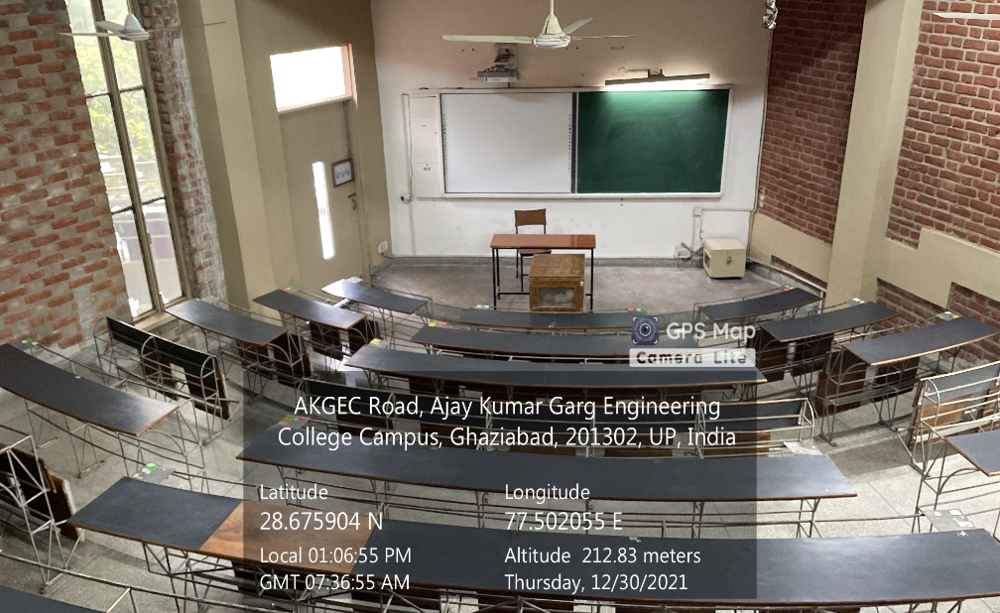 GPS Map
Camera Lite
AKGEC Road, Ajay Kumar Garg Engineering
College Campus, Ghaziabad, 201302, UP, India
Latitude
28.675904 N
Longitude
77.502055 E
Local 01:06:55 PM
GMT 07:36:55 AM
Altitude 212.83 meters
Thursday, 12/30/2021